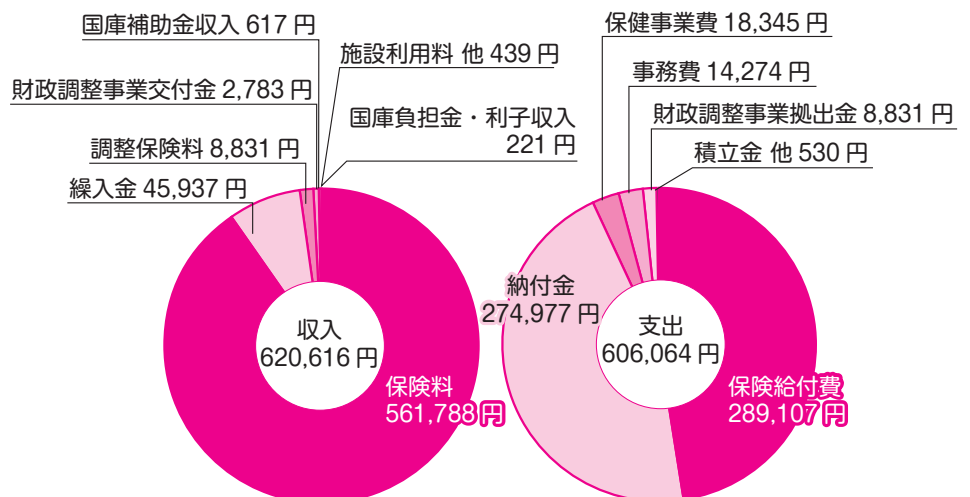 国庫補助金収入 617 円
施設利用料 他 439 円
財政調整事業交付金 2,783 円
国庫負担金・利子収入
221 円
調整保険料 8,831 円
繰入金 45,937 円
収入
620,616 円
保険料
561,788 円
保健事業費 18,345 円
事務費 14,274 円
財政調整事業拠出金 8,831 円
積立金 他 530 円
納付金
274,977 円
支出
606,064 円
保険給付費
289,107 円